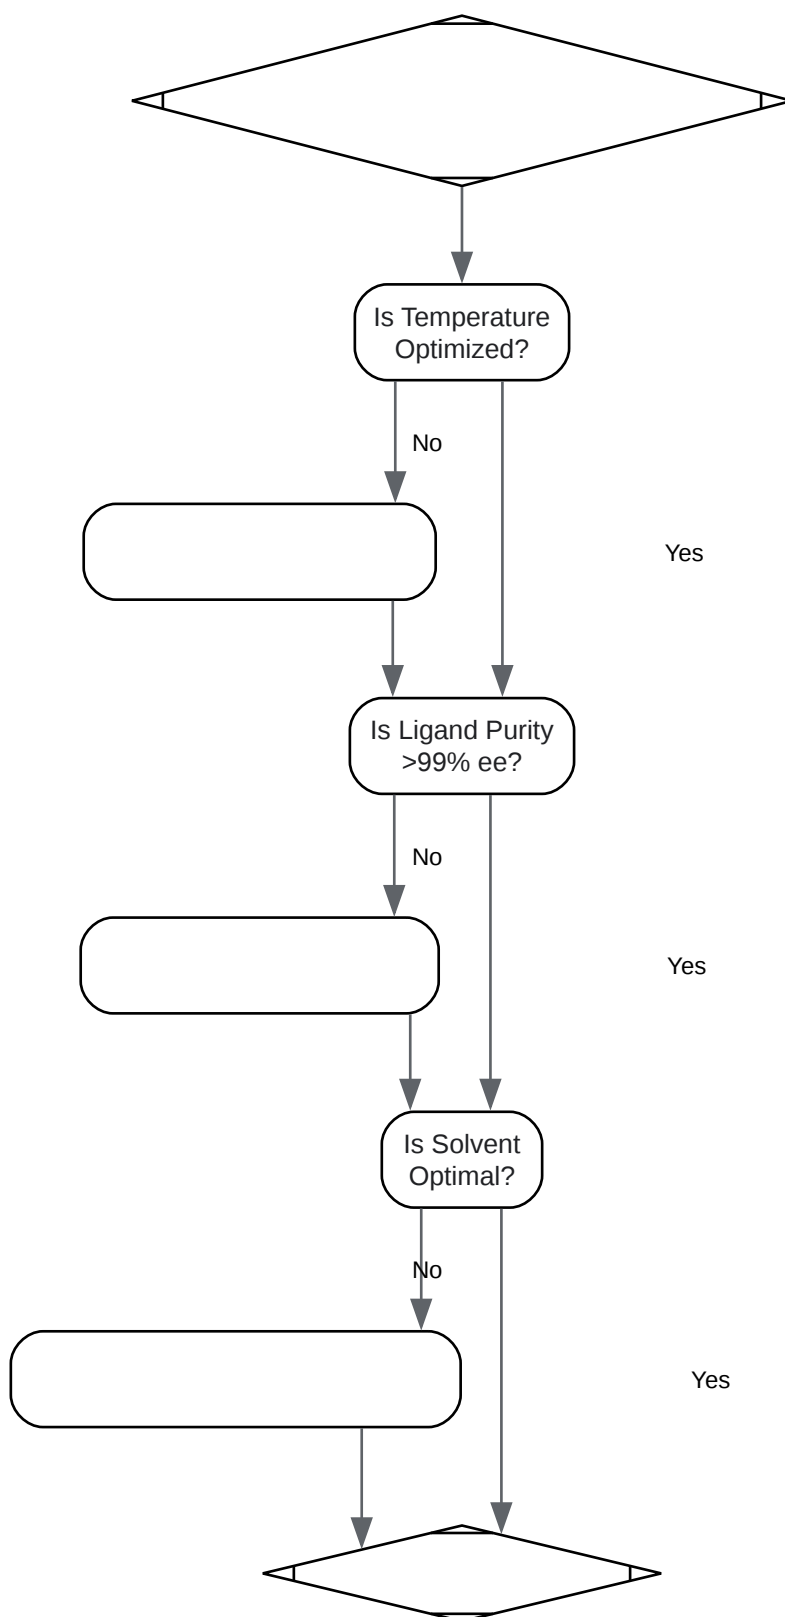 Is Temperature
Optimized?
No
Yes
Is Ligand Purity
>99% ee?
No
Yes
Is Solvent
Optimal?
No
Yes